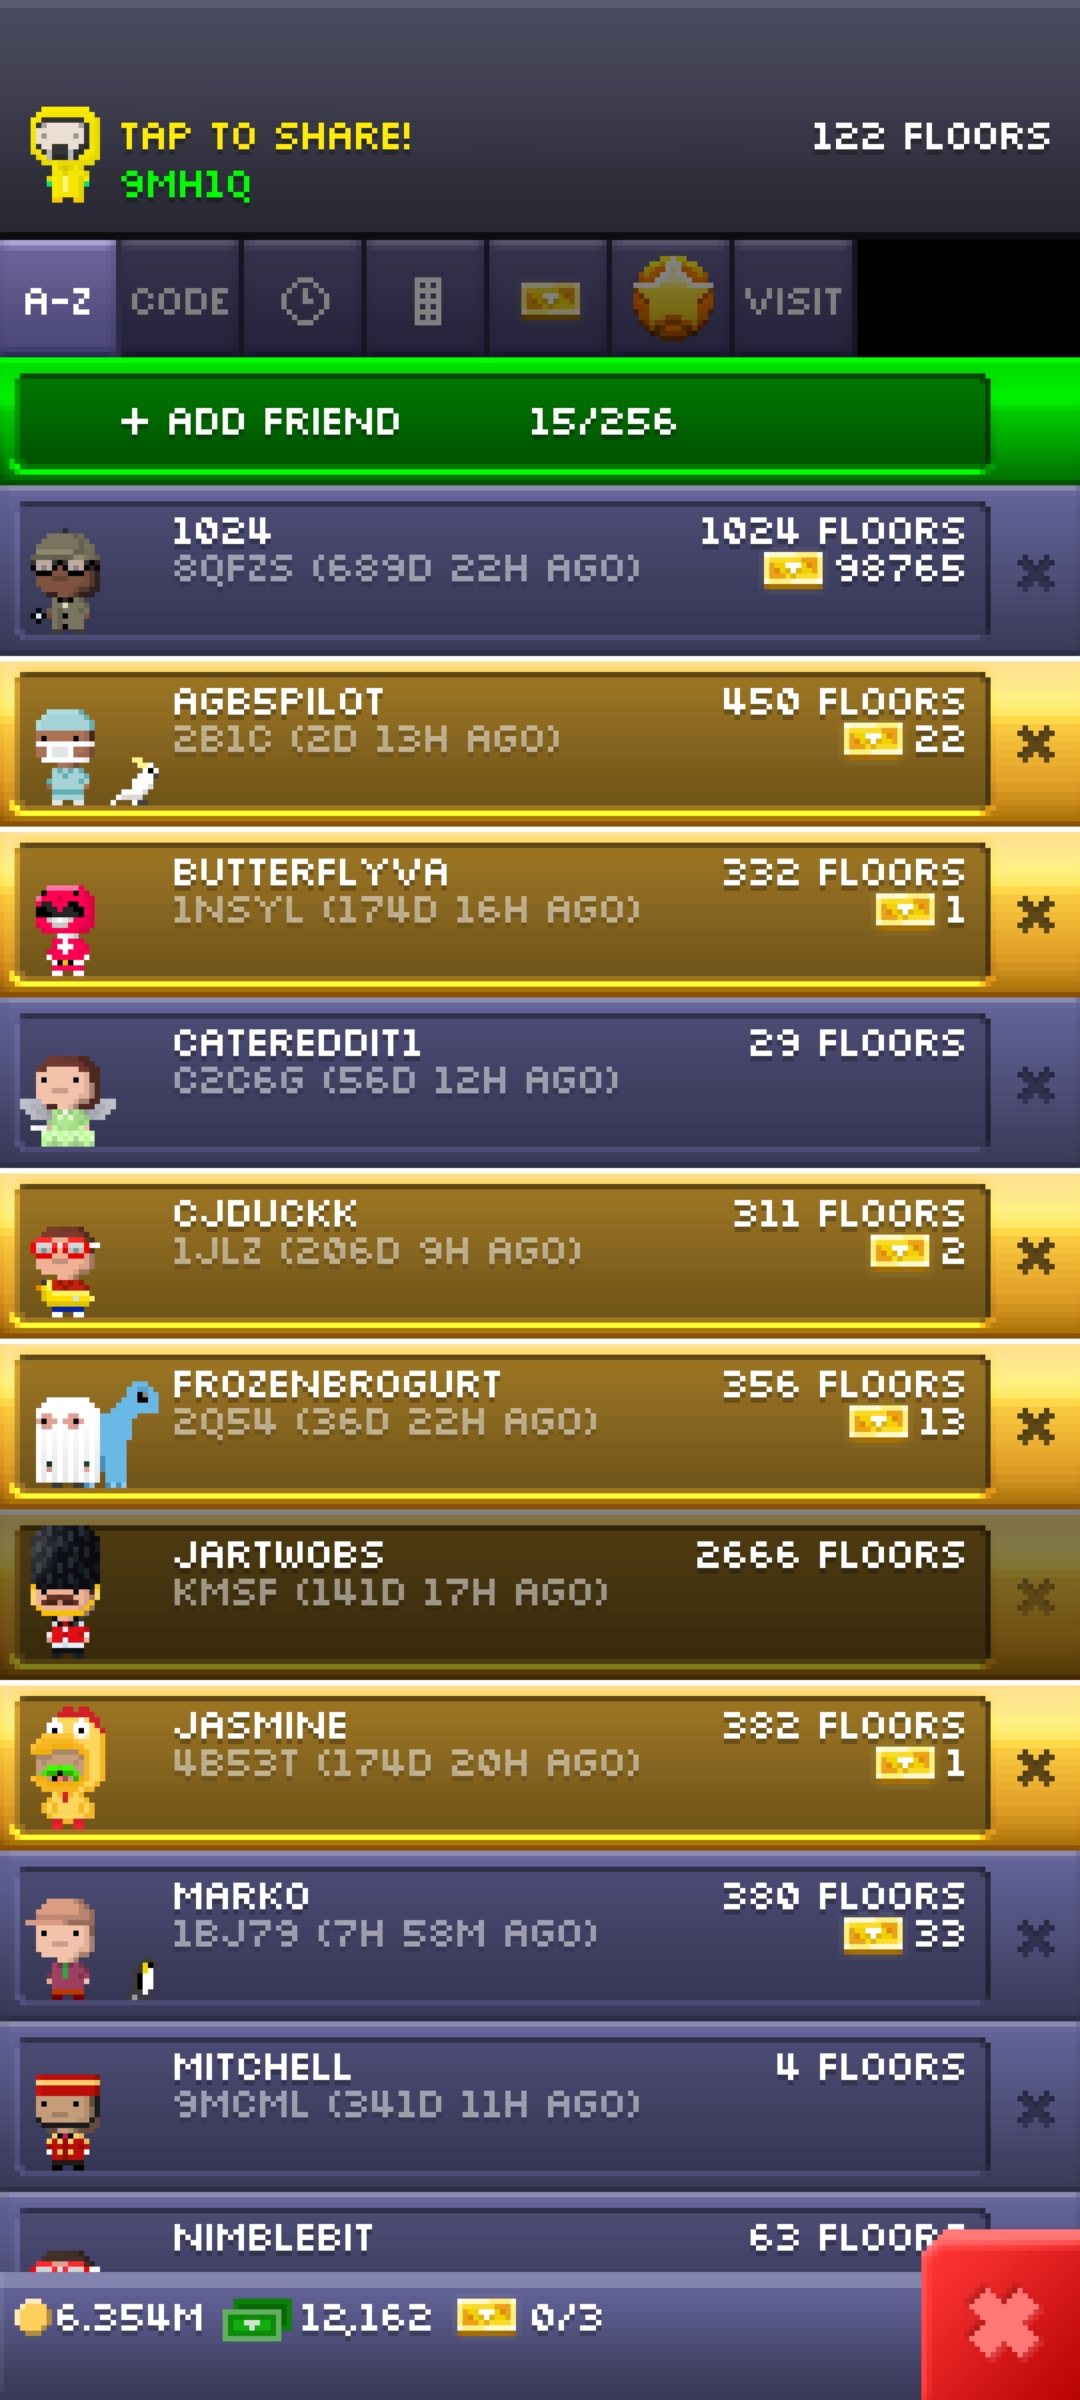 TAP TO SHARE! 122 FLOORS
9MH1Q
A-Z CODE VISIT
+ ADD FRIEND 15/256
1024 1024 FLOORS
8QFZS (689D 22H AGO) 98765
AGB5PILOT 450 FLOORS
2B1C (2D 13H AGO) 22
BUTTERFLYVA 332 FLOORS
1NSYL (174D 16H AGO) 1
CATEREDDIT1 29 FLOORS
C2C6G (56D 12H AGO)
CJDUCKK 311 FLOORS
1JLZ (206D 9H AGO) 2
FROZENBROGURT 356 FLOORS
2Q54 (36D 22H AGO) 13
JARTWOBS 2666 FLOORS
KMSF (141D 17H AGO)
JASMINE 382 FLOORS
4B53T (174D 20H AGO) 1
MARKO 380 FLOORS
1BJ79 (7H 58M AGO) 33
MITCHELL 4 FLOORS
9MCML (341D 11H AGO)
NIMBLEBIT 63 FLOORS
6.354M 12,162 0/3